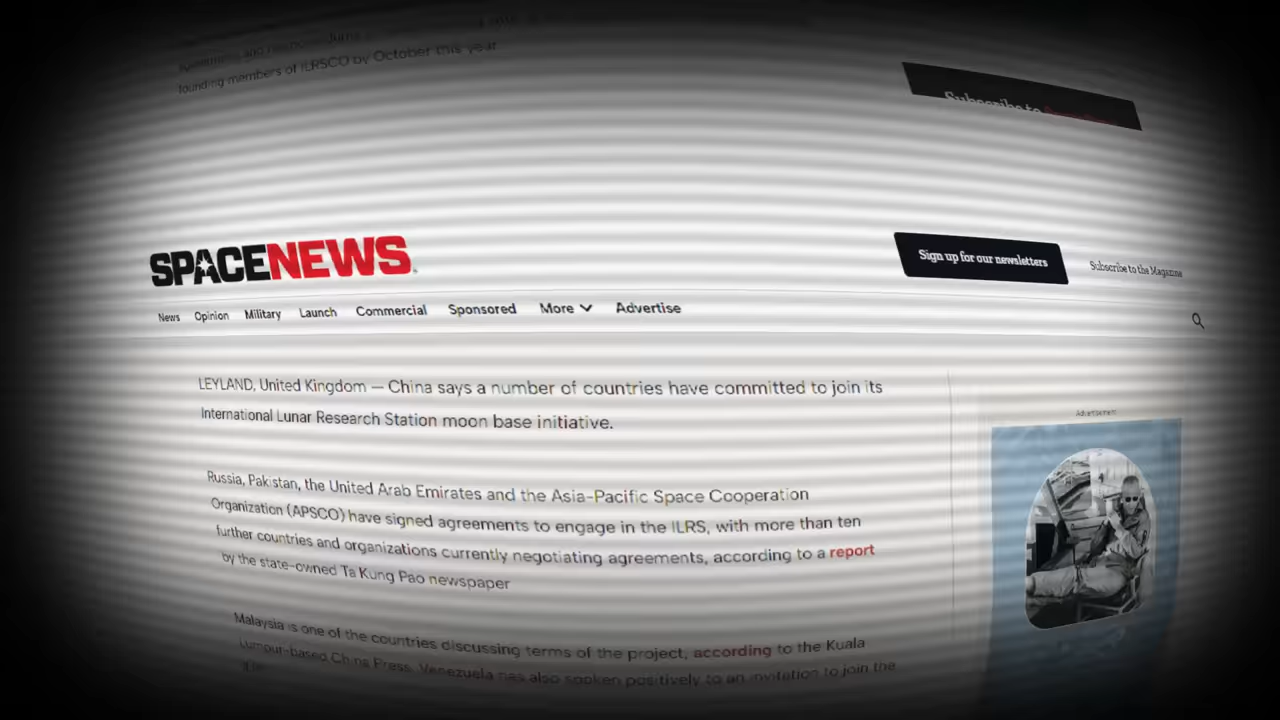 founding members of ILRSCO by October this year
Subscribe to
SPACENEWS
Sign up for our newsletters
Subscribe to the Magazine
News Opinion Military Launch Commercial Sponsored More Advertise
LEYLAND, United Kingdom — China says a number of countries have committed to join its
International Lunar Research Station moon base initiative.
Advertisement
Russia, Pakistan, the United Arab Emirates and the Asia-Pacific Space Cooperation
Organization (APSCO) have signed agreements to engage in the ILRS, with more than ten
further countries and organizations currently negotiating agreements, according to a report
by the state-owned Ta Kung Pao newspaper
Malaysia is one of the countries discussing terms of the project, according to the Kuala
Lumpur-based China Press. Venezuela has also spoken positively to an invitation to join the